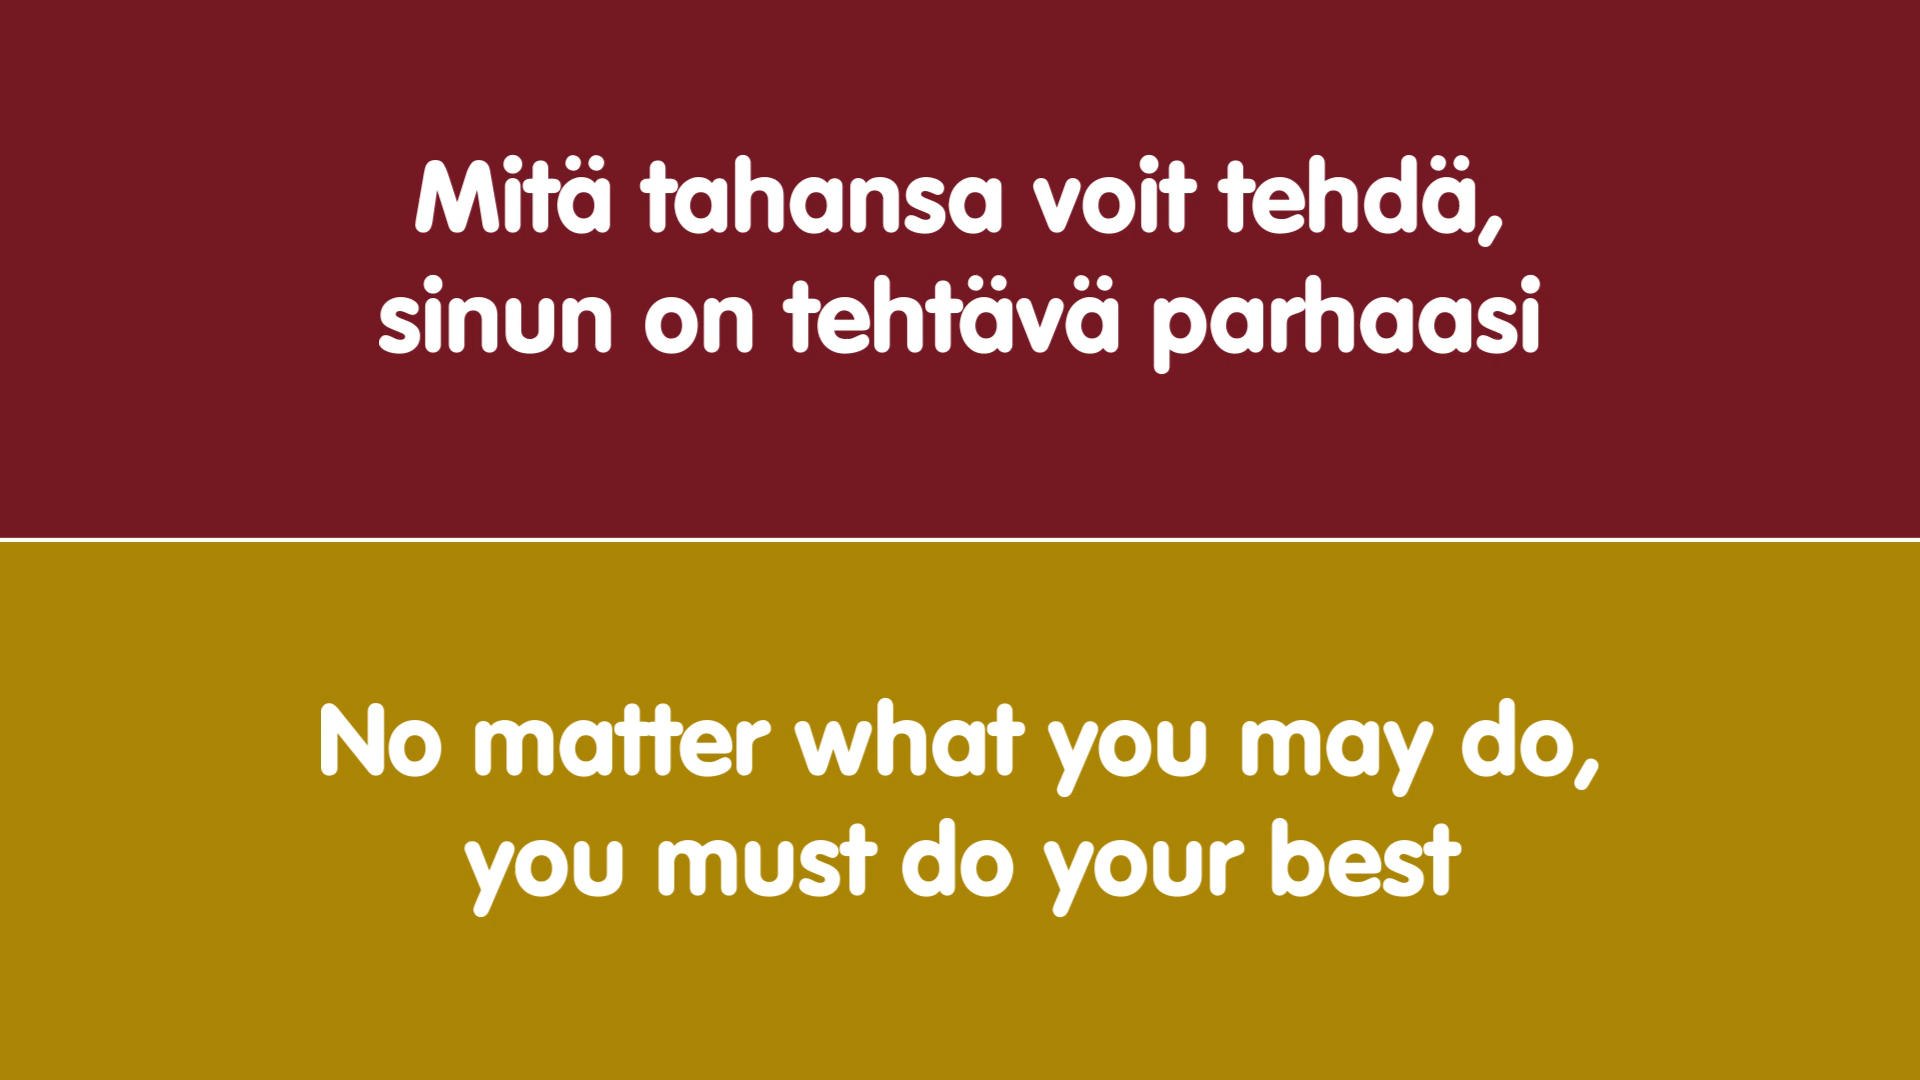 Mitä tahansa voit tehdä,
sinun on tehtävä parhaasi
No matter what you may do,
you must do your best